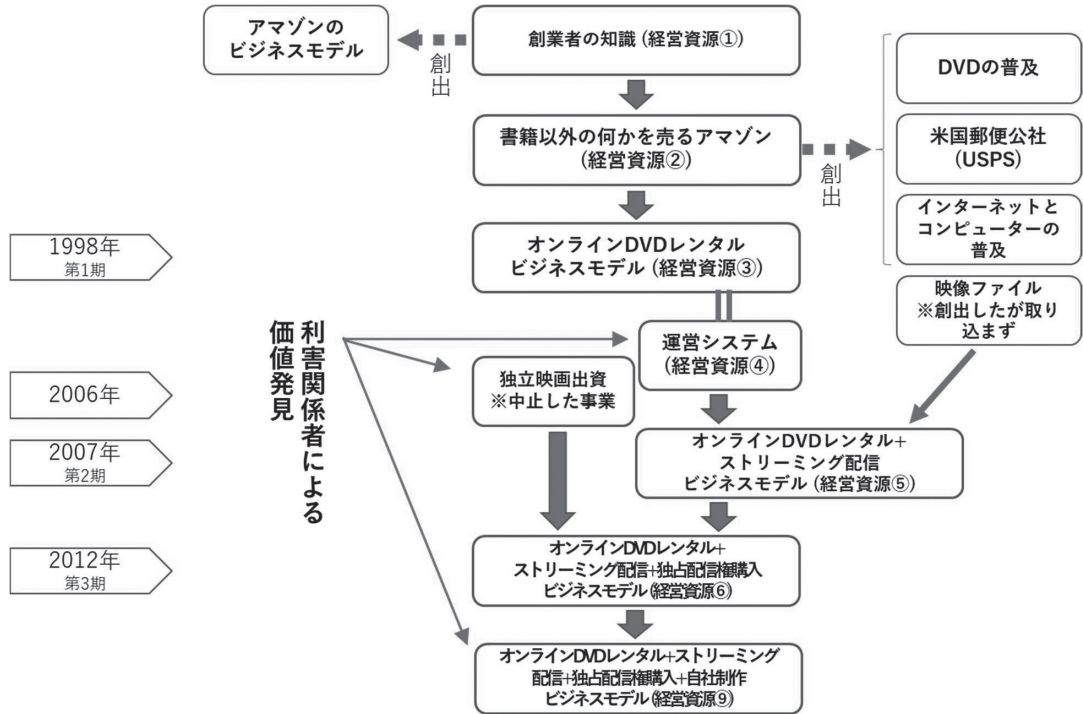 アマゾンの
ビジネスモデル
創出
創業者の知識 (経営資源①)
DVDの普及
書籍以外の何かを売るアマゾン
(経営資源②)
創出
米国郵便公社
(USPS)
インターネットと
コンピューターの
普及
1998年
第1期
オンラインDVDレンタル
ビジネスモデル (経営資源③)
映像ファイル
※創出したが取り
込まず
利害関係者による
価値発見
運営システム
(経営資源④)
2006年
独立映画出資
※中止した事業
2007年
第2期
オンラインDVDレンタル+
ストリーミング配信
ビジネスモデル (経営資源⑤)
2012年
第3期
オンラインDVDレンタル+
ストリーミング配信+独占配信権購入
ビジネスモデル(経営資源⑥)
オンラインDVDレンタル+ストリーミング
配信+独占配信権購入+自社制作
ビジネスモデル(経営資源⑨)